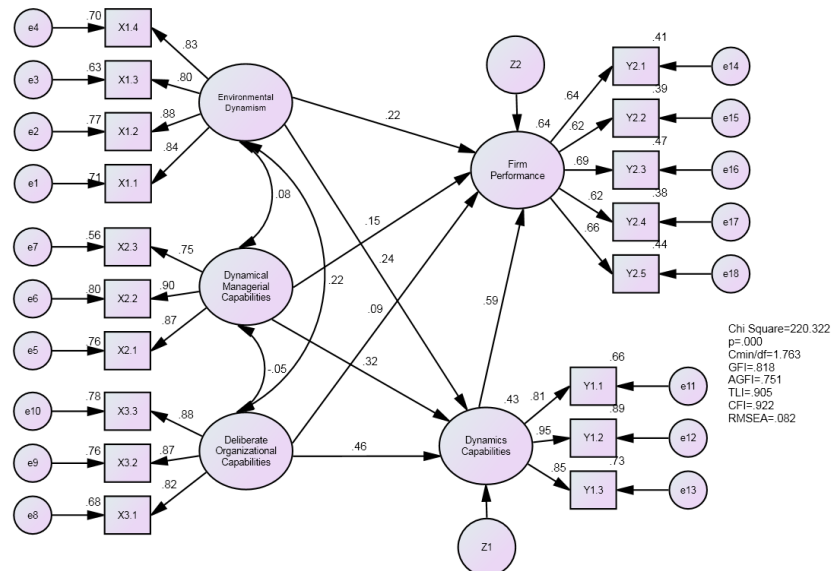 e4
.70
X1.4
.83
e3
.63
X1.3
.80
e2
.77
X1.2
.88
e1
.71
X1.1
.84
Environmental
Dynamism
e7
.56
X2.3
.75
e6
.80
X2.2
.90
e5
.76
X2.1
.87
Dynamical
Managerial
Capabilities
e10
.78
X3.3
.88
e9
.76
X3.2
.87
e8
.68
X3.1
.82
Deliberate
Organizational
Capabilities
.08
.22
-.05
.22
.15
.24
.09
.32
.46
.59
Z2
.64
Firm
Performance
.64
.41
Y2.1
e14
.62
.39
Y2.2
e15
.69
.47
Y2.3
e16
.62
.38
Y2.4
e17
.66
.44
Y2.5
e18
.43
Dynamics
Capabilities
Z1
.81
.66
Y1.1
e11
.95
.89
Y1.2
e12
.85
.73
Y1.3
e13
Chi Square=220.322
p=.000
Cmin/df=1.763
GFI=.818
AGFI=.751
TLI=.905
CFI=.922
RMSEA=.082